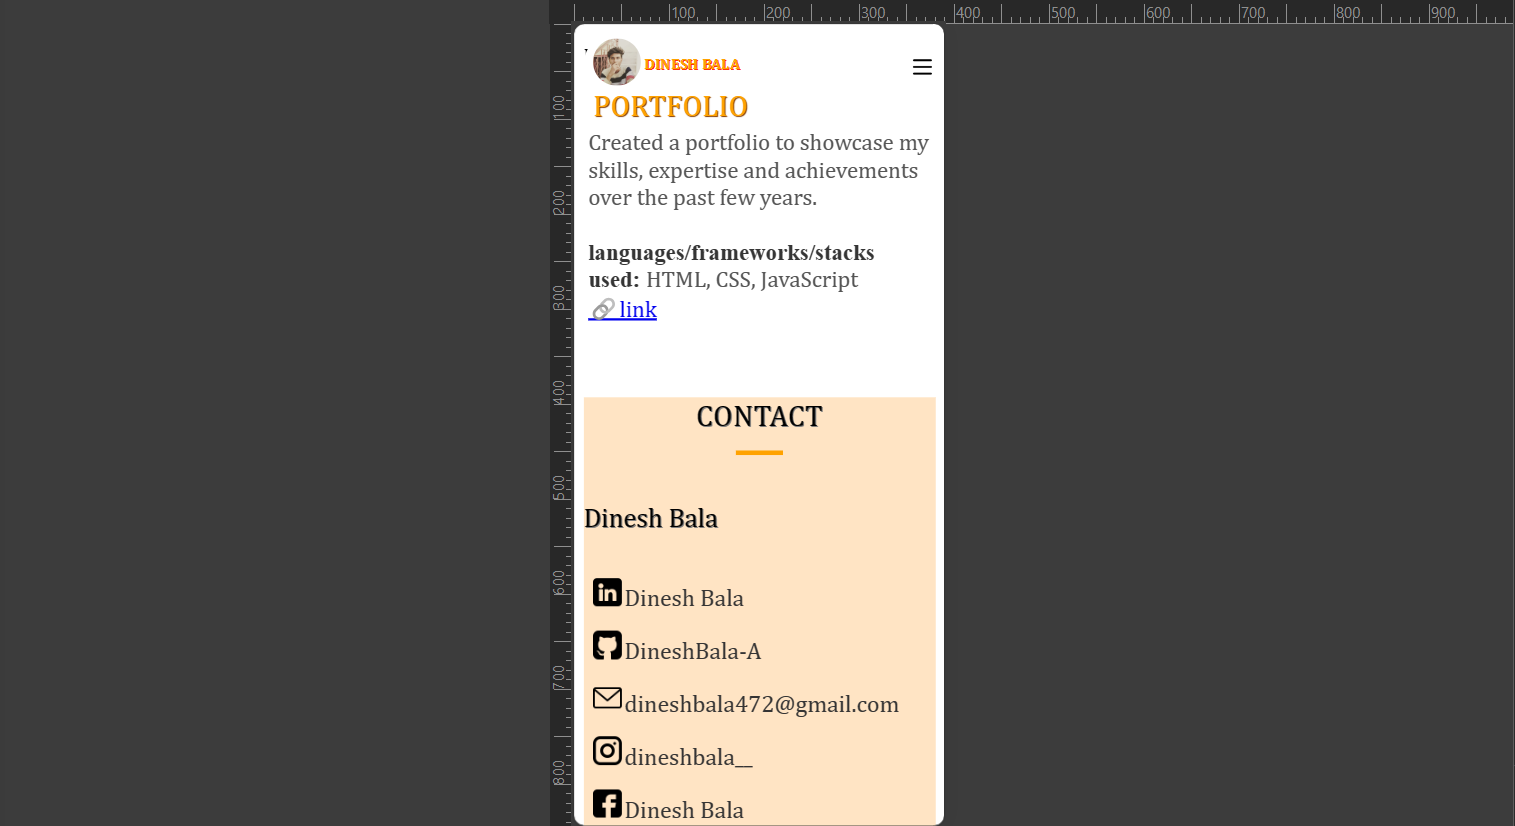 100 200 300 400 500 600 700 800 900
DINESH BALA
PORTFOLIO
Created a portfolio to showcase my
skills, expertise and achievements
over the past few years.
languages/frameworks/stacks
used: HTML, CSS, JavaScript
link
CONTACT
Dinesh Bala
Dinesh Bala
DineshBala-A
dineshbala472@gmail.com
dineshbala__
Dinesh Bala
100
200
300
400
500
600
700
800